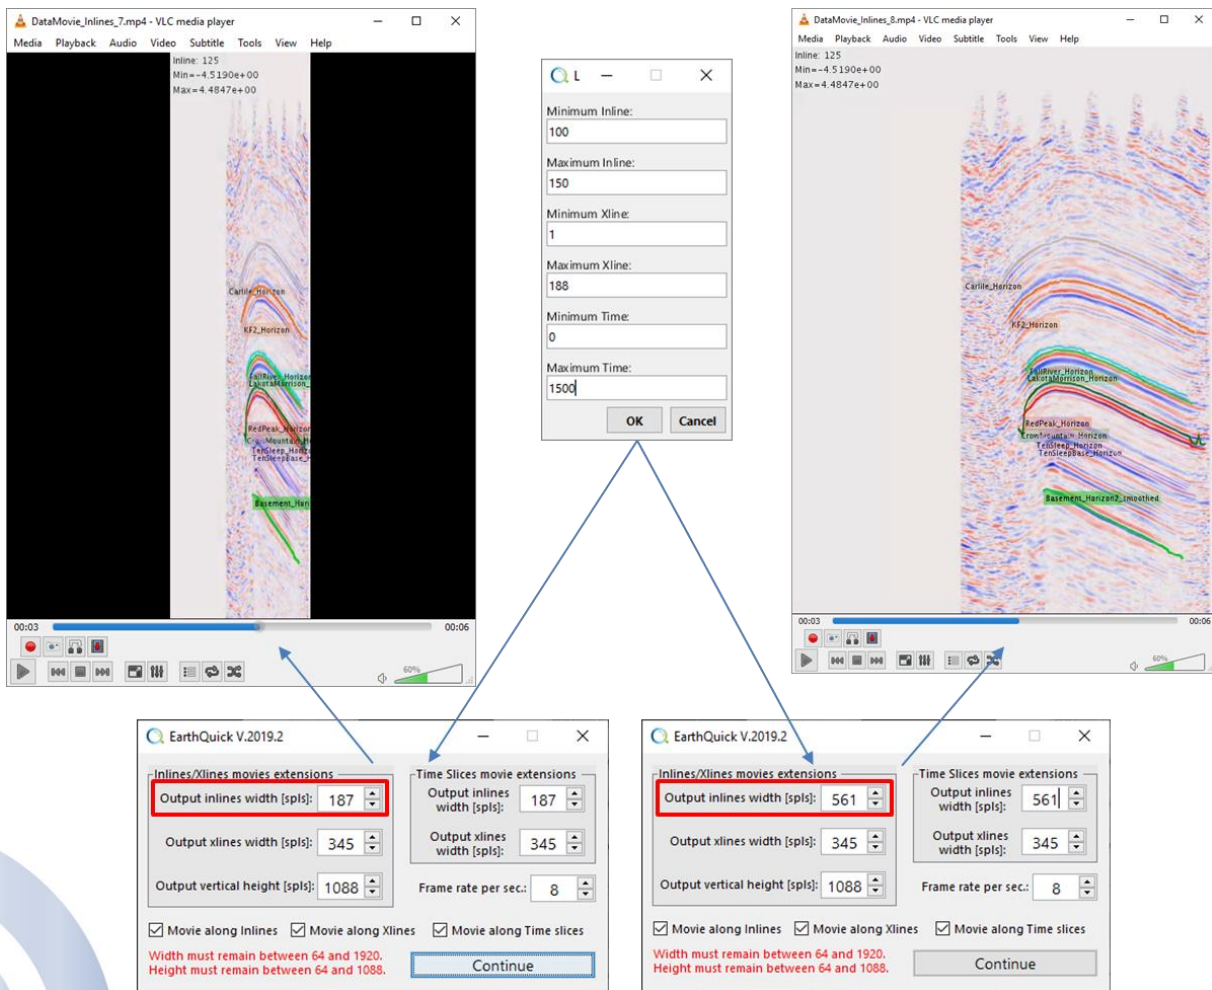 DataMovie_Inlines_7.mp4 - VLC media player
Media Playback Audio Video Subtitle Tools View Help
Inline: 125
Min=-4.5190e+00
Max=4.4847e+00
Carlile_Horizon
KF2_Horizon
FallRiver_Horizon
LakotaMorrison_
RedPeak_Horizon
CrowMountain_H
TenSleep_Horizon
TenSleepBase_H
Basement_Hori
00:03 00:06
60%
L
Minimum Inline:
100
Maximum Inline:
150
Minimum Xline:
1
Maximum Xline:
188
Minimum Time:
0
Maximum Time:
1500
OK Cancel
DataMovie_Inlines_8.mp4 - VLC media player
Media Playback Audio Video Subtitle Tools View Help
Inline: 125
Min=-4.5190e+00
Max=4.4847e+00
Carlile_Horizon
KF2_Horizon
FallRiver_Horizon
LakotaMorrison_Horizon
RedPeak_Horizon
CrowMountain_Horizon
TenSleep_Horizon
TenSleepBase_Horizon
Basement_Horizon2_smoothed
00:03 00:06
60%
EarthQuick V.2019.2
Inlines/Xlines movies extensions
Output inlines width [spls]: 187
Output xlines width [spls]: 345
Output vertical height [spls]: 1088
Time Slices movie extensions
Output inlines
width [spls]: 187
Output xlines
width [spls]: 345
Frame rate per sec.: 8
Movie along Inlines Movie along Xlines Movie along Time slices
Width must remain between 64 and 1920.
Height must remain between 64 and 1088.
Continue
EarthQuick V.2019.2
Inlines/Xlines movies extensions
Output inlines width [spls]: 561
Output xlines width [spls]: 345
Output vertical height [spls]: 1088
Time Slices movie extensions
Output inlines
width [spls]: 561
Output xlines
width [spls]: 345
Frame rate per sec.: 8
Movie along Inlines Movie along Xlines Movie along Time slices
Width must remain between 64 and 1920.
Height must remain between 64 and 1088.
Continue